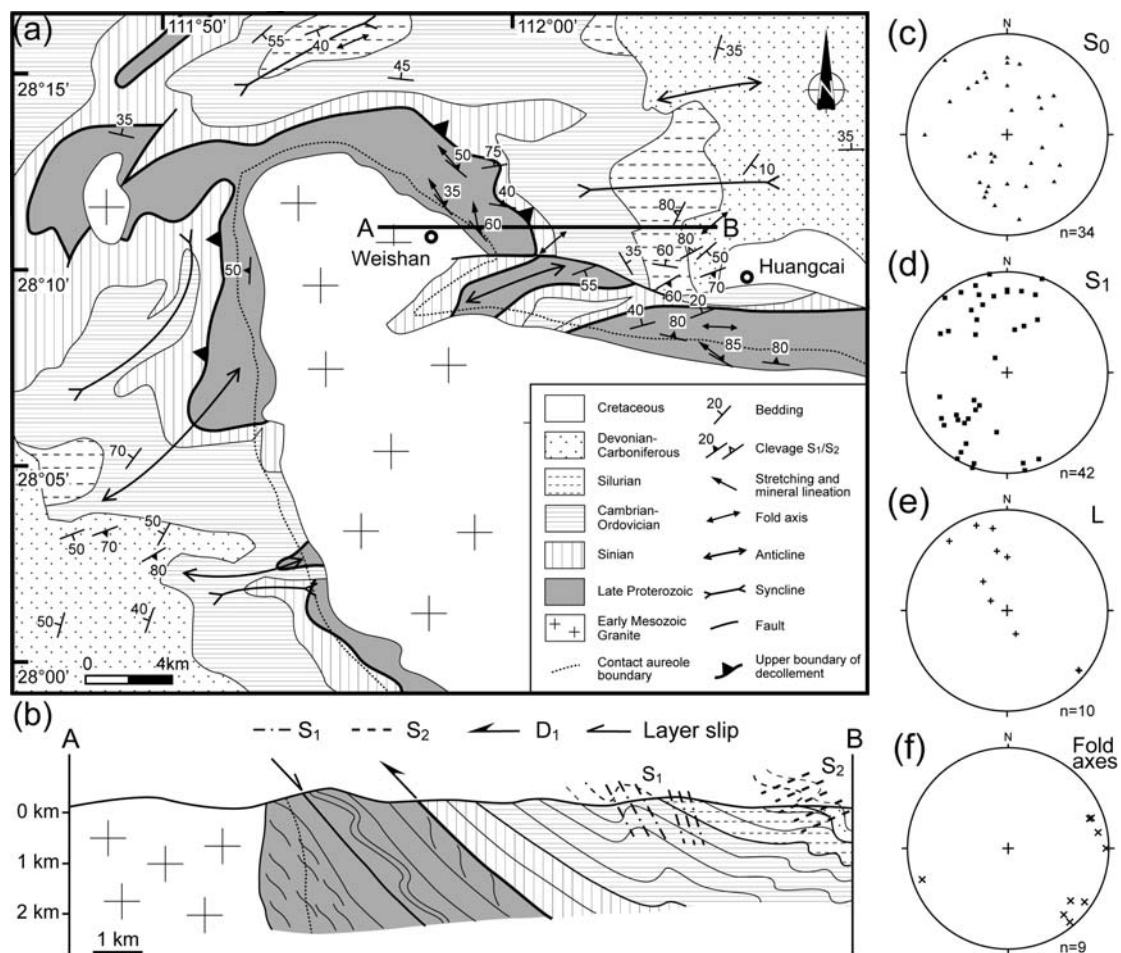 (a)
111°50'
112°00'
28°15'
28°10'
28°05'
28°00'
55
40
45
35
35
50
75
35
40
60
35
10
80
A
B
Weishan
Huangcai
50
55
35
60
80
50
70
60
20
40
80
85
80
70
50
50
70
80
50
40
0
4km
20
Cretaceous
Devonian-
Carboniferous
Silurian
Cambrian-
Ordovician
Sinian
Late Proterozoic
Early Mesozoic
Granite
Contact aureole
boundary
Bedding
20
Clevage S1/S2
Stretching and
mineral lineation
Fold axis
Anticline
Syncline
Fault
Upper boundary of
decollement
(b)
A
S1
S2
D1
Layer slip
B
0 km
1 km
2 km
S1
S2
1 km
(c)
N
S0
n=34
(d)
N
S1
n=42
(e)
N
L
n=10
(f)
N
Fold
axes
n=9